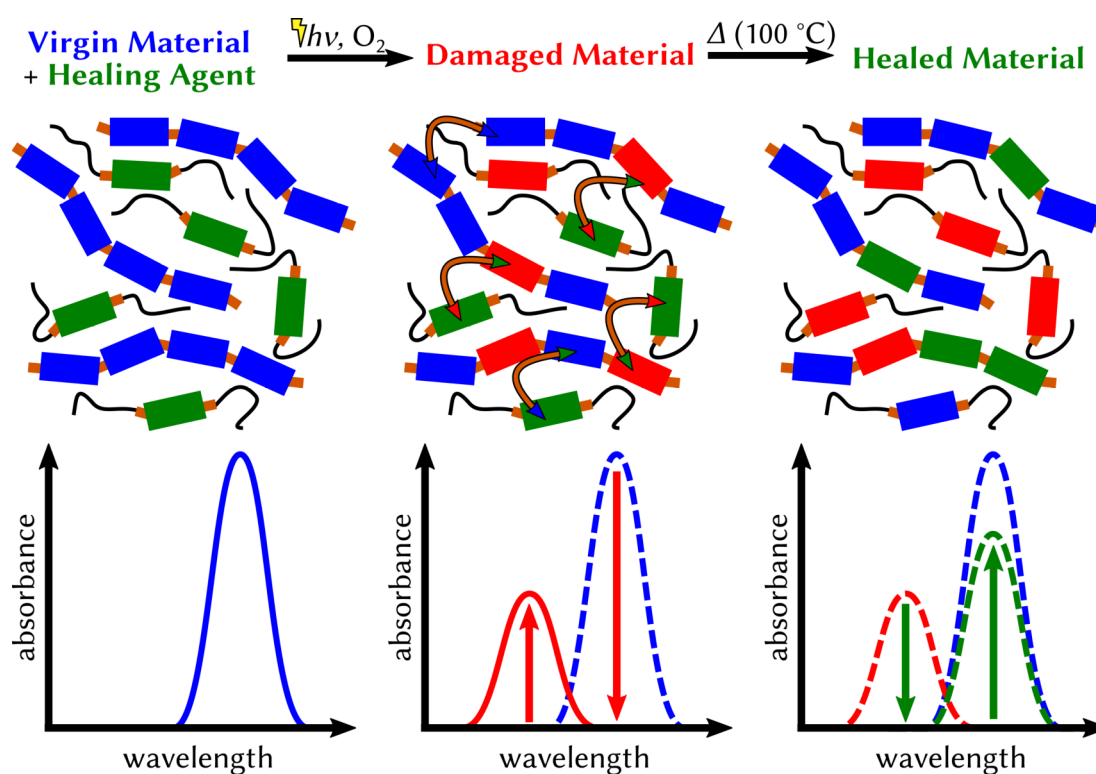 Virgin Material
+ Healing Agent
hν, O₂
Damaged Material
Δ (100 °C)
Healed Material
absorbance
wavelength
absorbance
wavelength
absorbance
wavelength